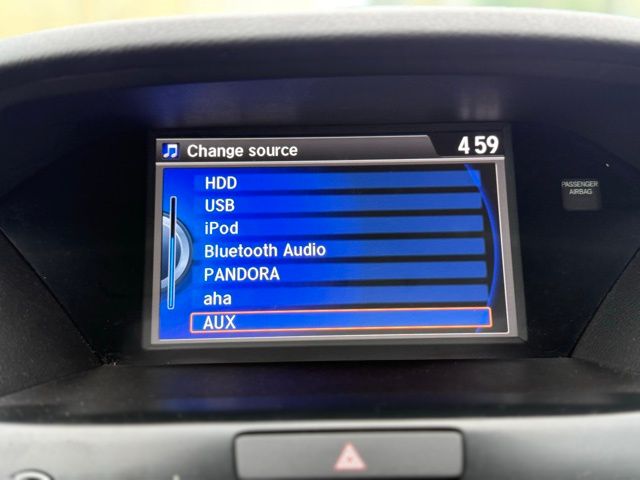 Change source
4 59
HDD
USB
iPod
Bluetooth Audio
PANDORA
aha
AUX
PASSENGER
AIRBAG